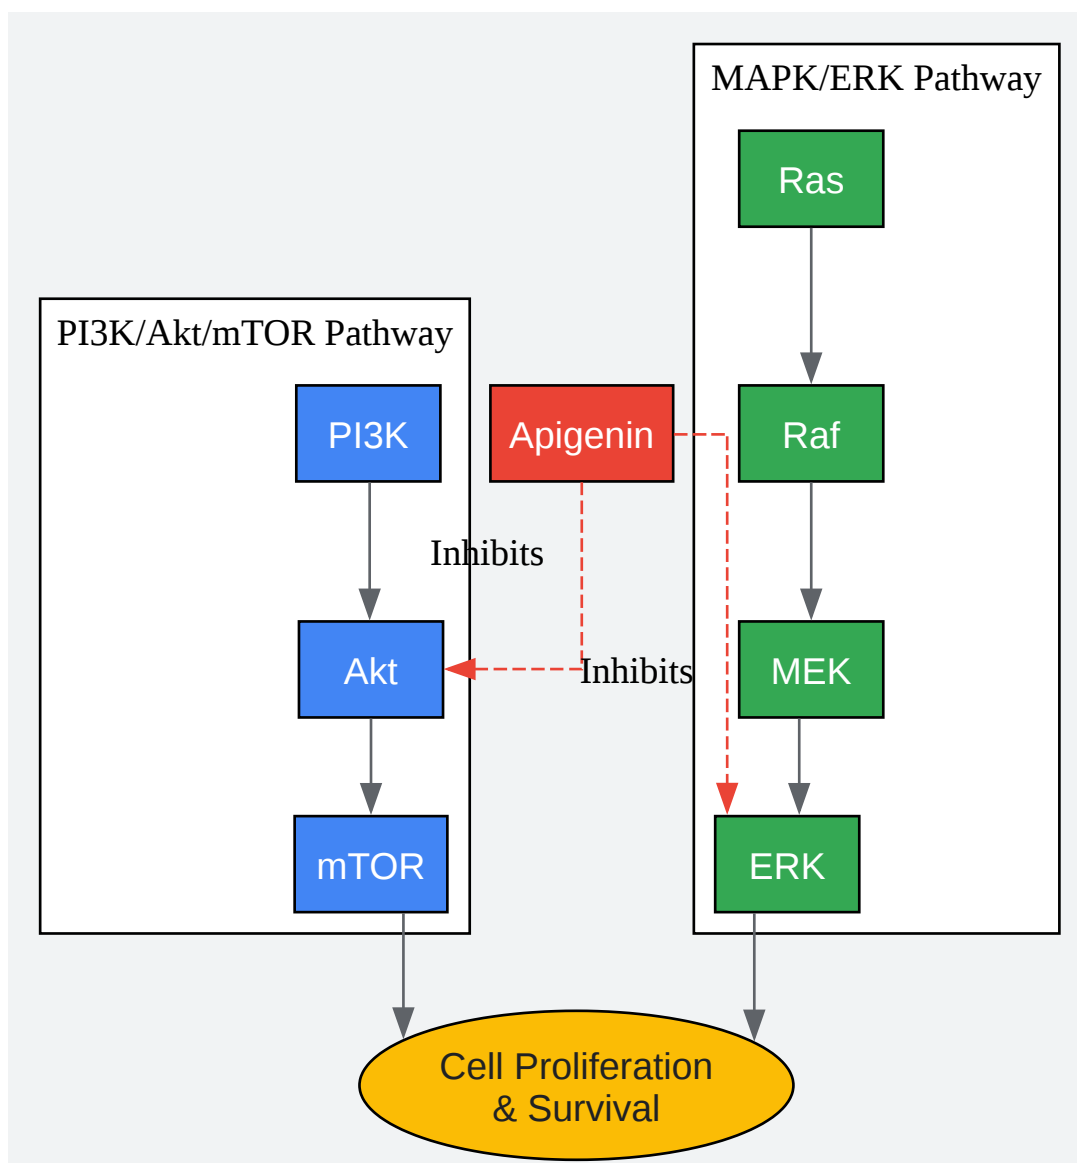 MAPK/ERK Pathway
Ras
PI3K/Akt/mTOR Pathway
PI3K
Apigenin
Raf
Inhibits
Akt
Inhibits
MEK
mTOR
ERK
Cell Proliferation
& Survival